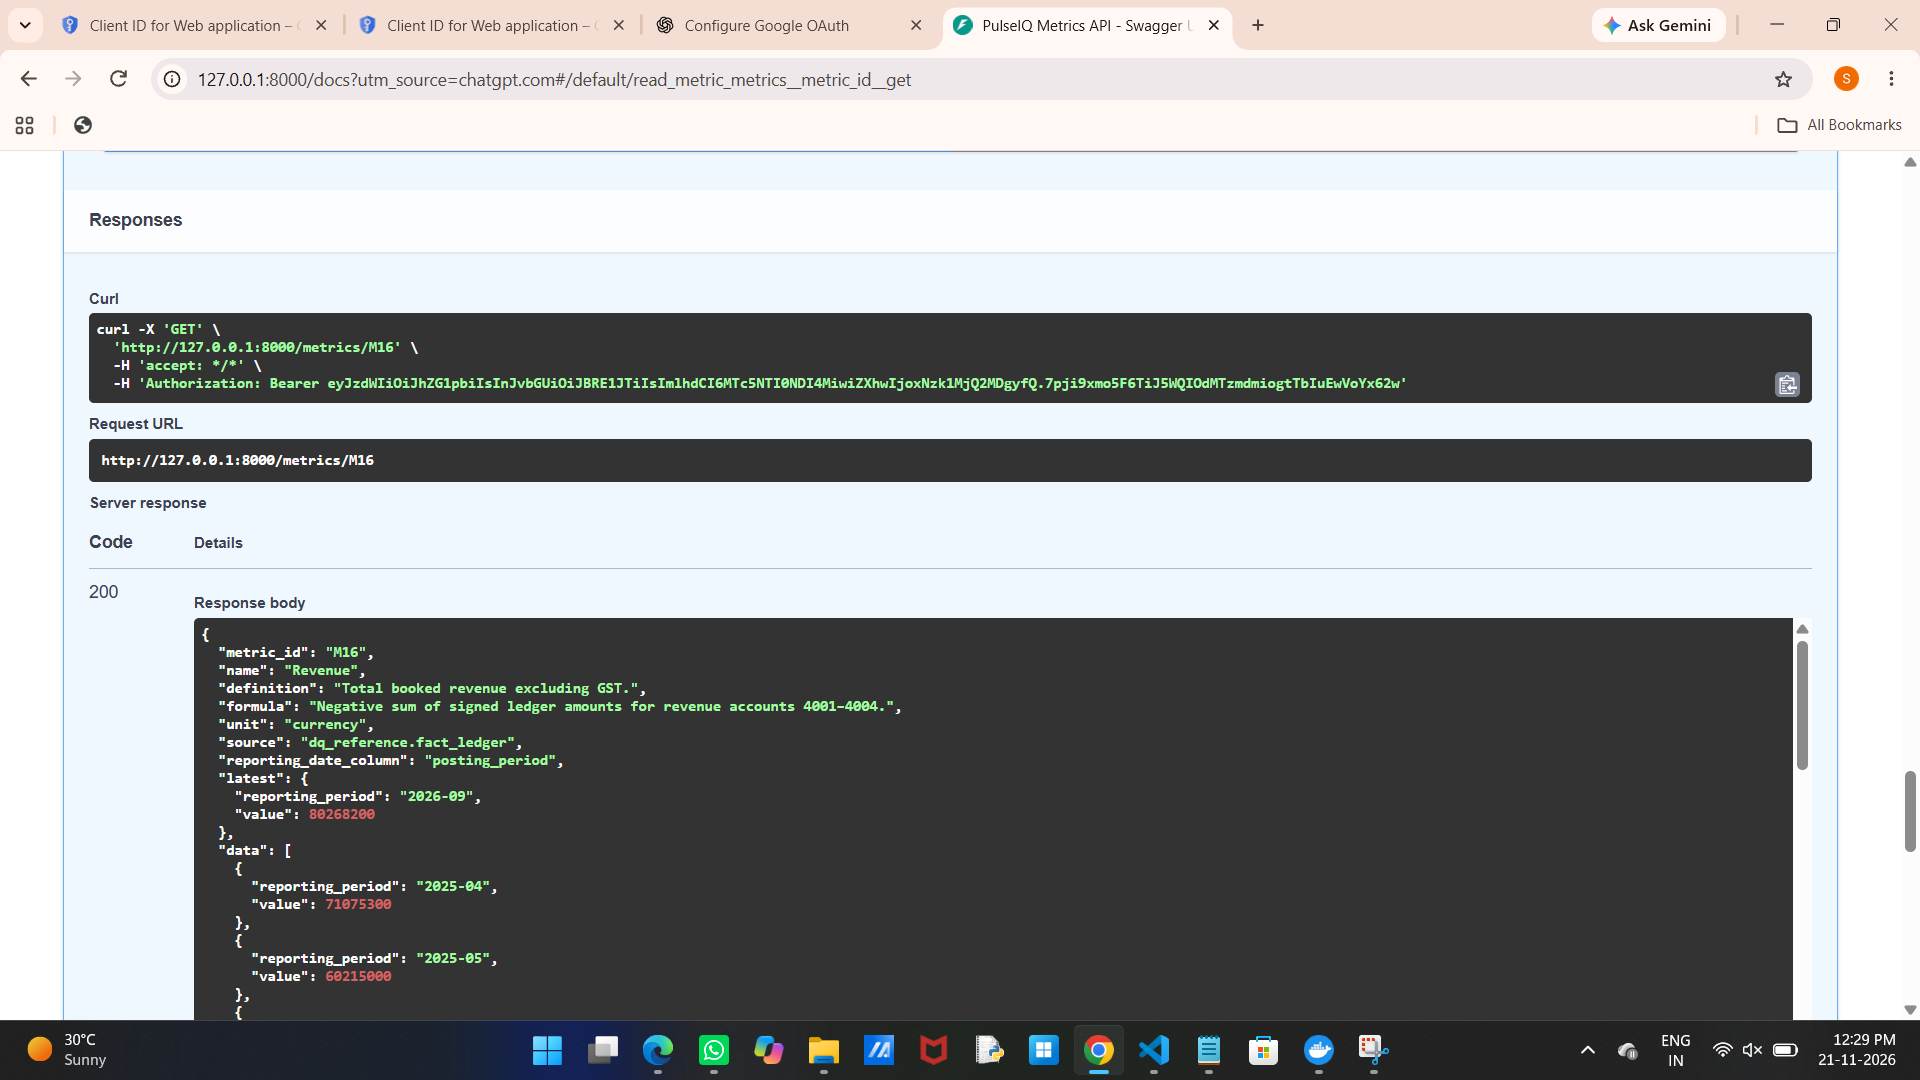 Client ID for Web application –
Client ID for Web application –
Configure Google OAuth
PulseIQ Metrics API - Swagger
Ask Gemini
127.0.0.1:8000/docs?utm_source=chatgpt.com#/default/read_metric_metrics__metric_id__get
S
All Bookmarks
Responses
Curl
curl -X 'GET' \
'http://127.0.0.1:8000/metrics/M16' \
-H 'accept: */*' \
-H 'Authorization: Bearer eyJzdWIiOiJhZG1pbiIsInJvbGUiOiJBRE1JTiIsImlhdCI6MTc5NTI0NDI4MiwiZXhwIjoxNzk1MjQ2MDgyfQ.7pji9xmo5F6TiJ5WQIOdMTzmdmiogtTbIuEwVoYx62w'
Request URL
http://127.0.0.1:8000/metrics/M16
Server response
Code Details
200
Response body
{
"metric_id": "M16",
"name": "Revenue",
"definition": "Total booked revenue excluding GST.",
"formula": "Negative sum of signed ledger amounts for revenue accounts 4001–4004.",
"unit": "currency",
"source": "dq_reference.fact_ledger",
"reporting_date_column": "posting_period",
"latest": {
"reporting_period": "2026-09",
"value": 80268200
},
"data": [
{
"reporting_period": "2025-04",
"value": 71075300
},
{
"reporting_period": "2025-05",
"value": 60215000
},
{
30°C
Sunny
ENG
IN
12:29 PM
21-11-2026